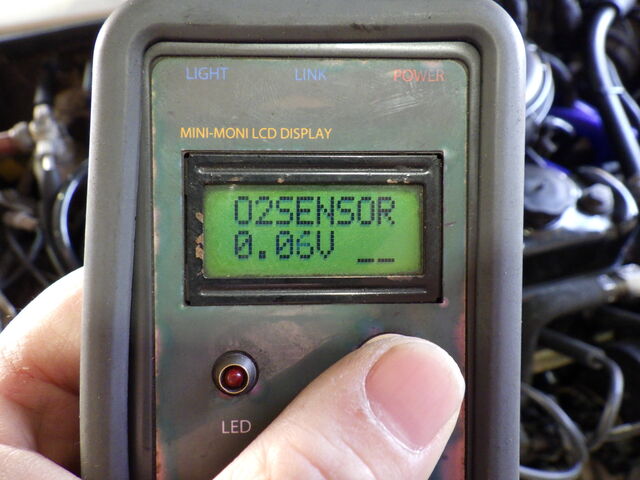 LIGHT LINK POWER
MINI-MONI LCD DISPLAY
O2SENSOR
0.06V __
LED